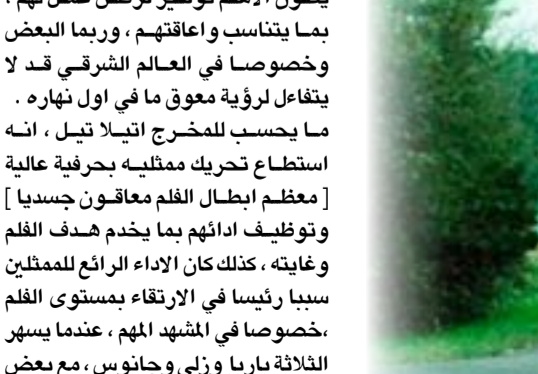 بما يتناسب واعاقتهم ، وربما البعض
وخصوصا في العالم الشرقي قد لا
يتفاءل لرؤية معوق ما في اول نهاره .
ما يحسب للمخرج اتيلا تيل ، انه
استطاع تحريك ممثليه بحرفية عالية
[ معظم ابطال الفلم معاقون جسديا ]
وتوظيف ادائهم بما يخدم هدف الفلم
وغايته ، كذلك كان الاداء الرائع للممثلين
سببا رئيسا في الارتقاء بمستوى الفلم
،خصوصا في المشهد المهم ، عندما يسهر
الثلاثة باربا وزلي وجانوس ، مع بعض